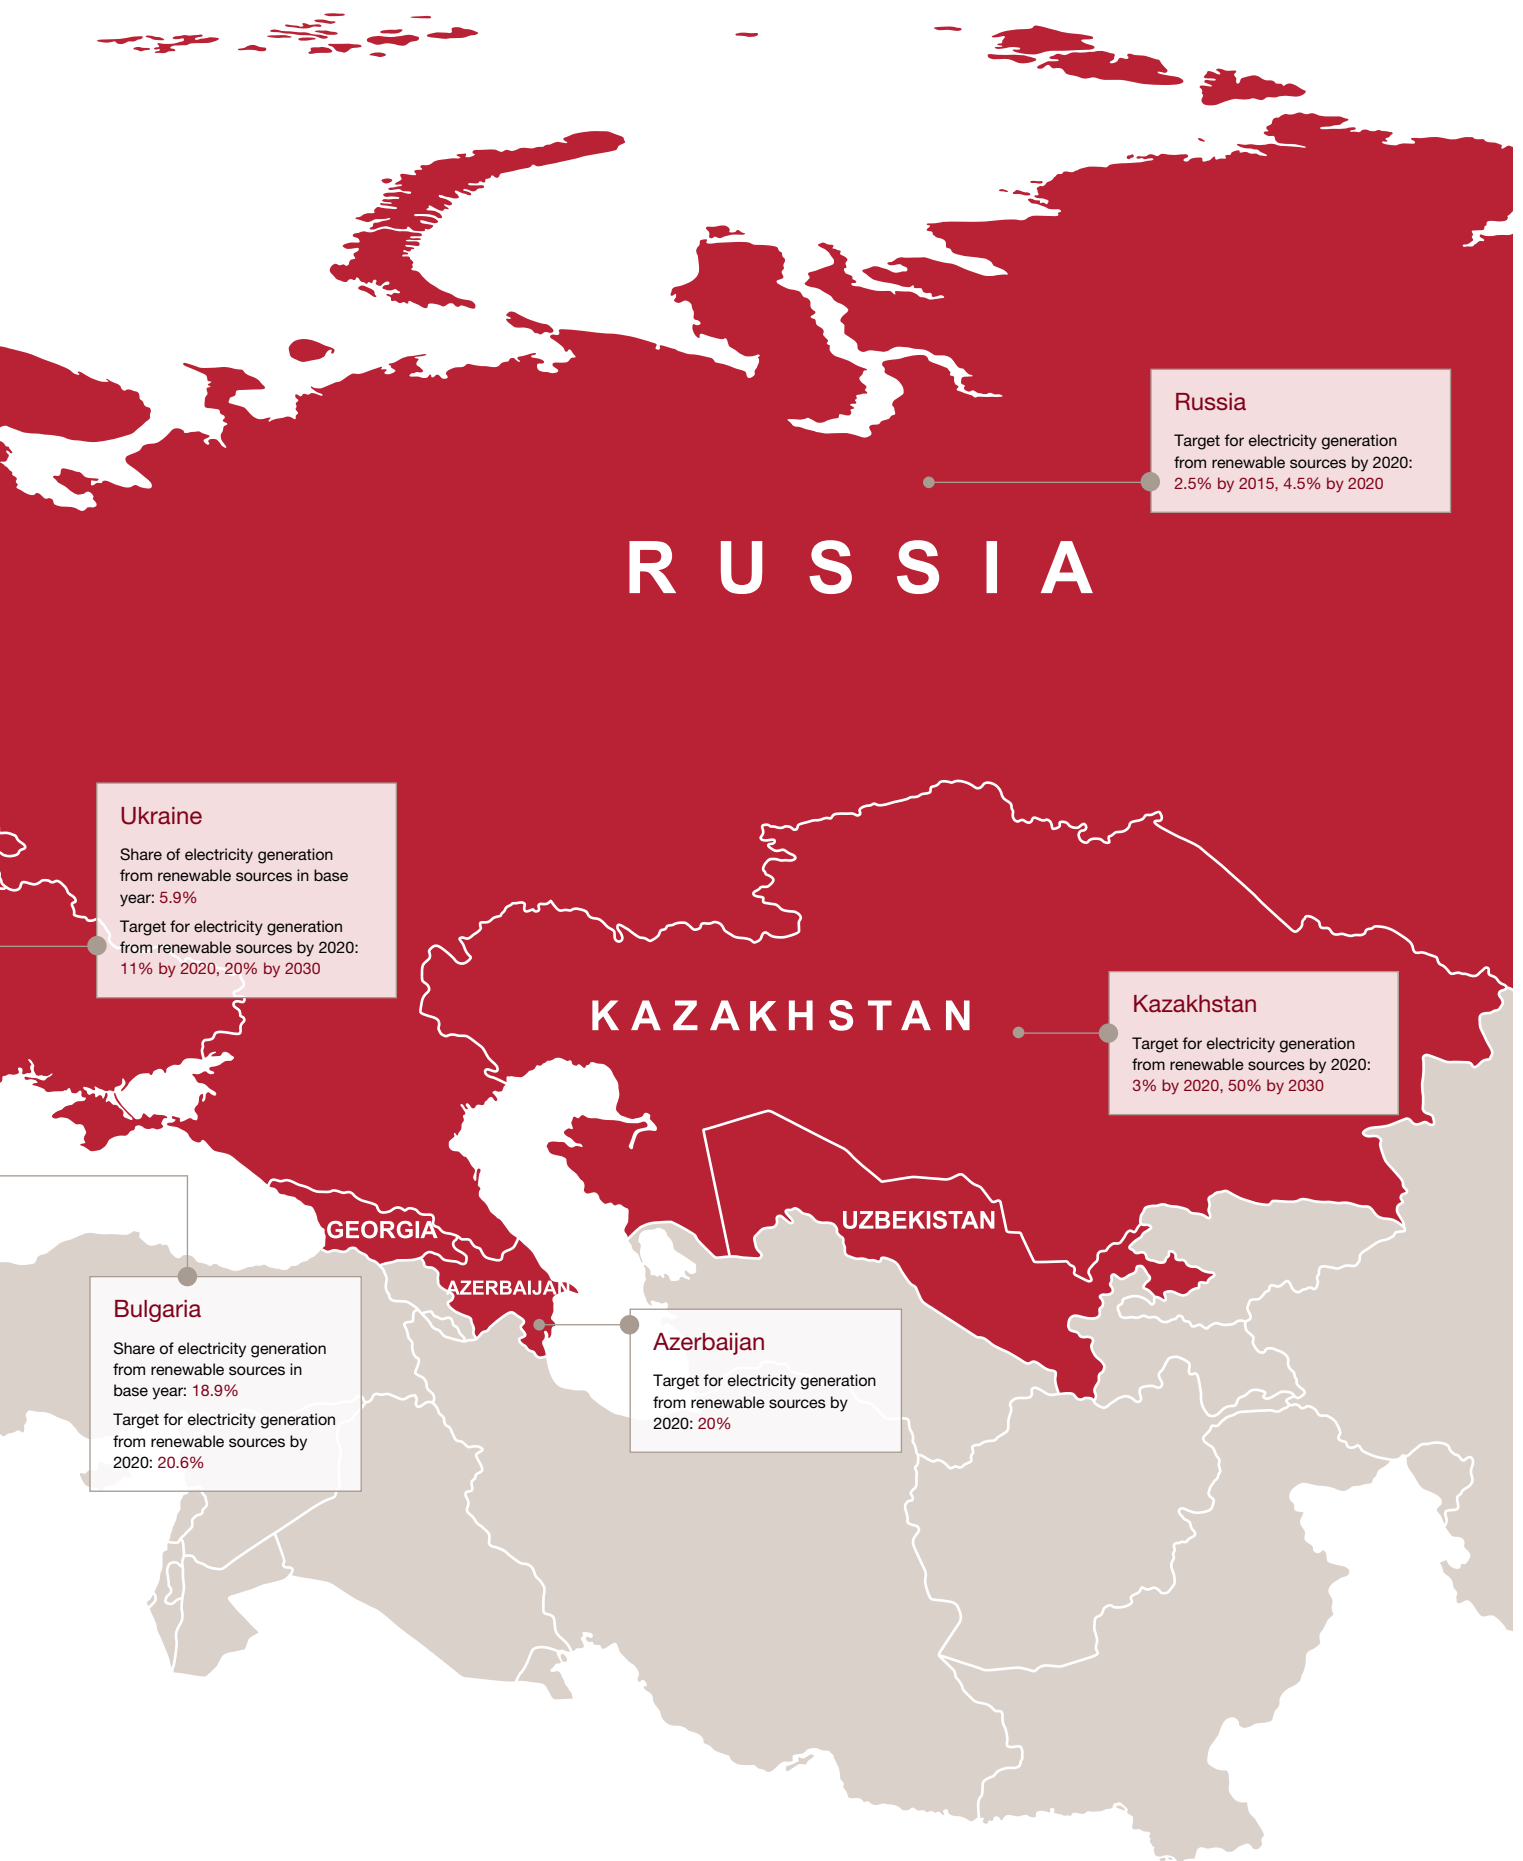 Russia
Target for electricity generation
from renewable sources by 2020:
2.5% by 2015, 4.5% by 2020
RUSSIA
Ukraine
Share of electricity generation
from renewable sources in base
year: 5.9%
Target for electricity generation
from renewable sources by 2020:
11% by 2020, 20% by 2030
KAZAKHSTAN
Kazakhstan
Target for electricity generation
from renewable sources by 2020:
3% by 2020, 50% by 2030
UZBEKISTAN
GEORGIA
AZERBAIJAN
Bulgaria
Share of electricity generation
from renewable sources in
base year: 18.9%
Target for electricity generation
from renewable sources by
2020: 20.6%
Azerbaijan
Target for electricity generation
from renewable sources by
2020: 20%